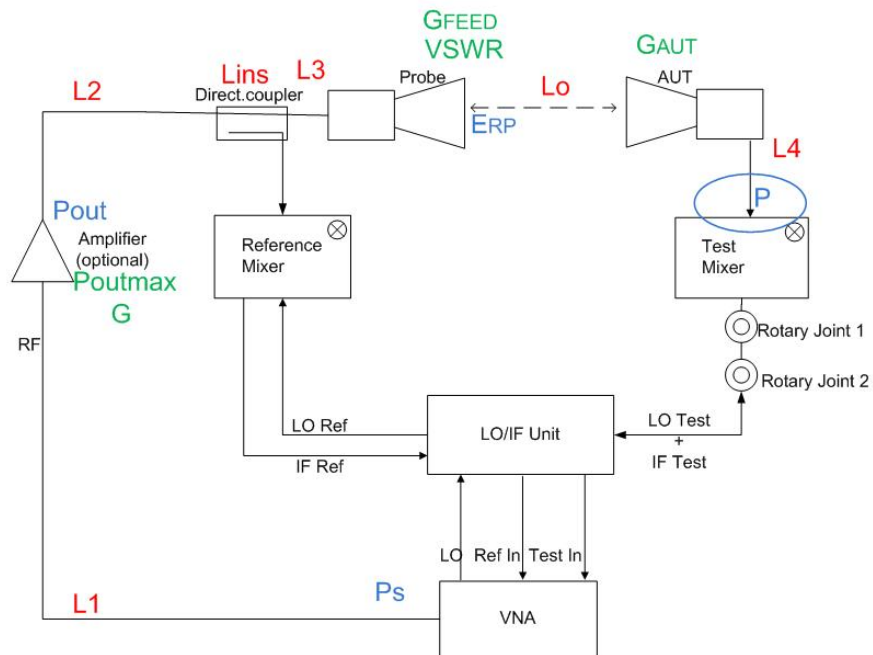 GFEED
VSWR
GAUT
Lins
L3
Probe
AUT
L2
Direct.coupler
Lo
ERP
L4
Pout
P
Amplifier
(optional)
Reference
Mixer
Test
Mixer
Poutmax
G
RF
Rotary Joint 1
Rotary Joint 2
LO Ref
LO/IF Unit
LO Test
+
IF Ref
IF Test
LO
Ref In
Test In
L1
Ps
VNA